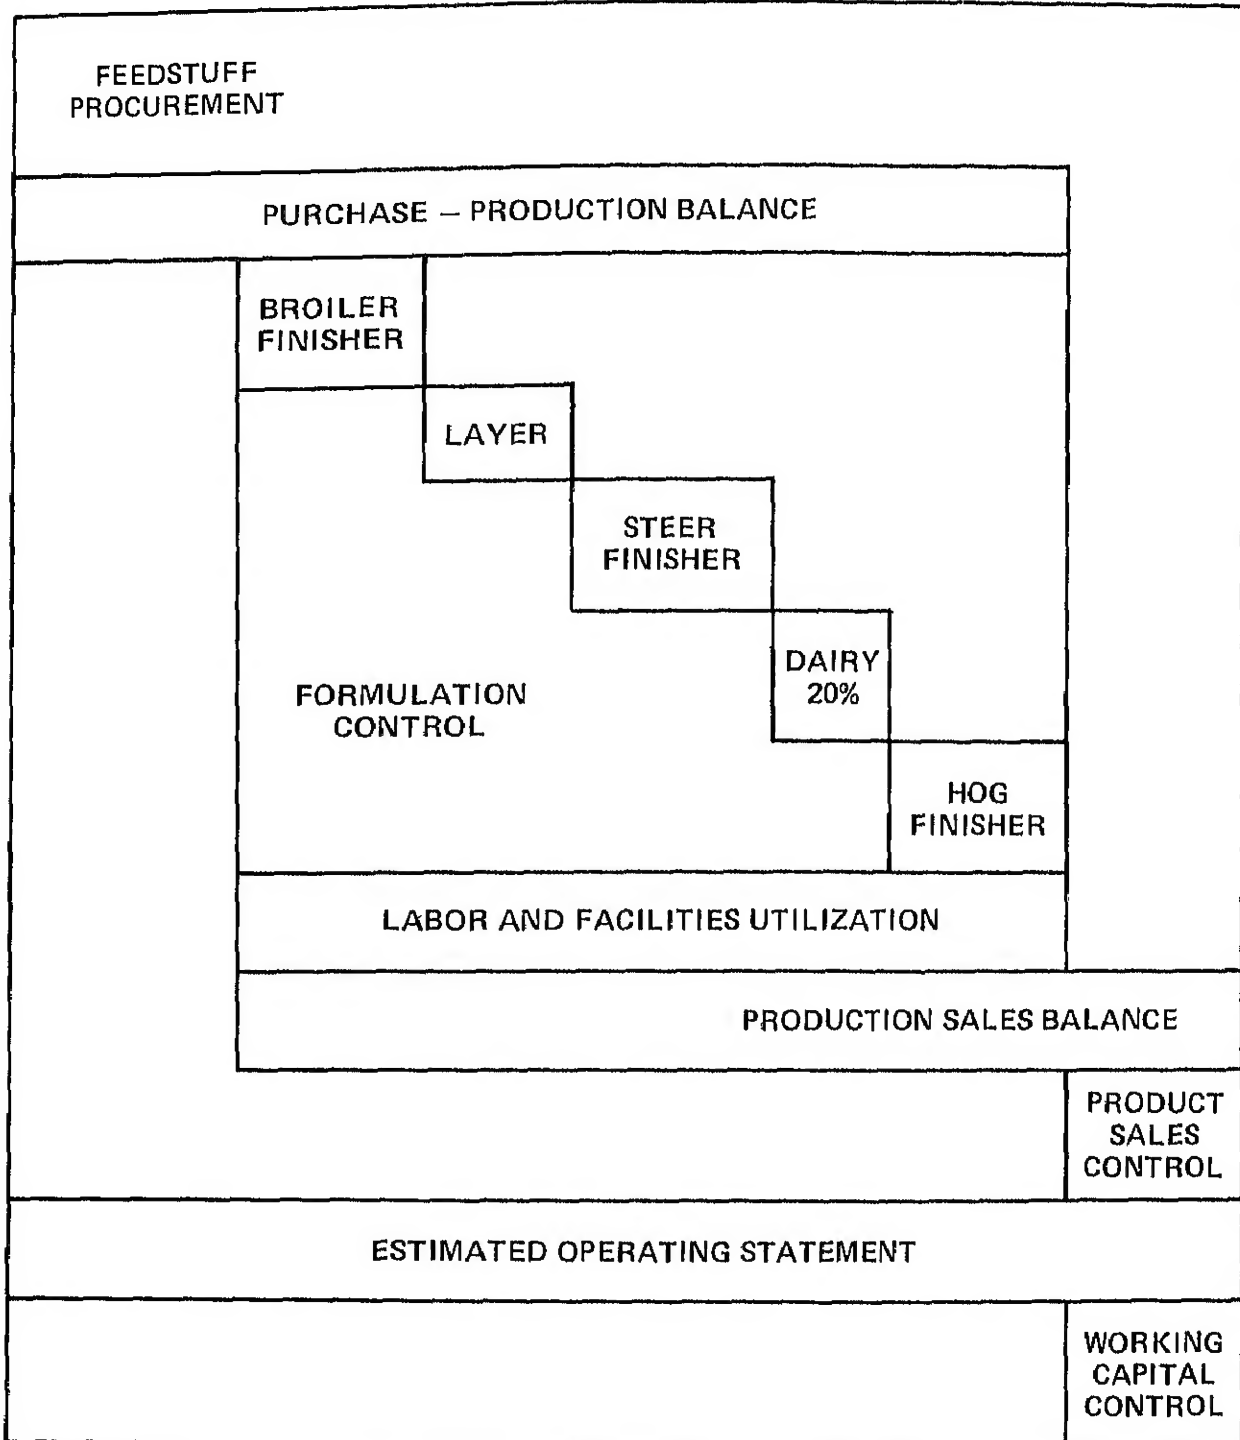 FEEDSTUFF
PROCUREMENT
PURCHASE – PRODUCTION BALANCE
BROILER
FINISHER
LAYER
STEER
FINISHER
DAIRY
20%
FORMULATION
CONTROL
HOG
FINISHER
LABOR AND FACILITIES UTILIZATION
PRODUCTION SALES BALANCE
PRODUCT
SALES
CONTROL
ESTIMATED OPERATING STATEMENT
WORKING
CAPITAL
CONTROL